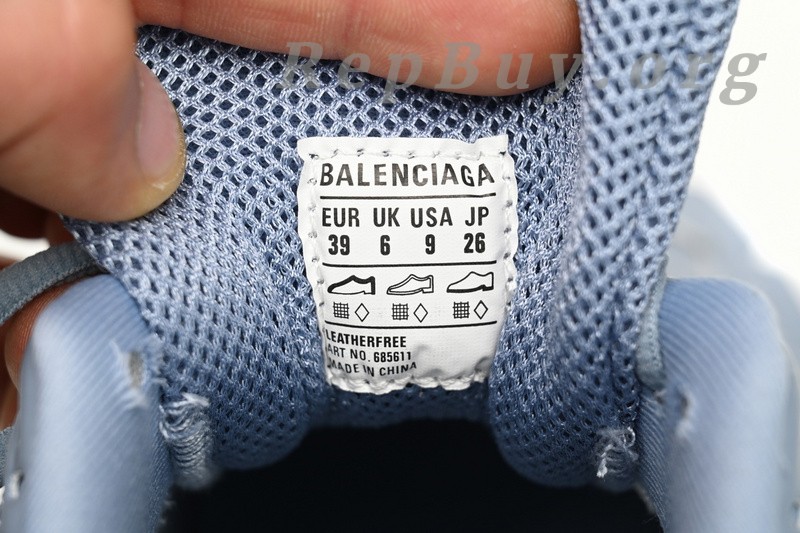 RepBuy.org
BALENCIAGA
EUR UK USA JP
39 6 9 26
LEATHERFREE
ART NO. 685611
MADE IN CHINA